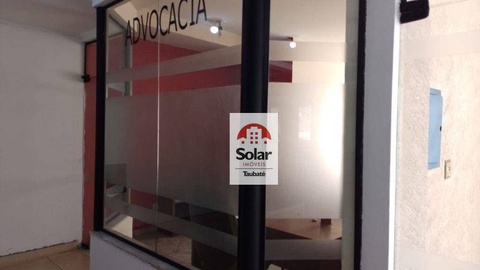 ADVOCACIA
Solar
IMÓVEIS
Taubaté